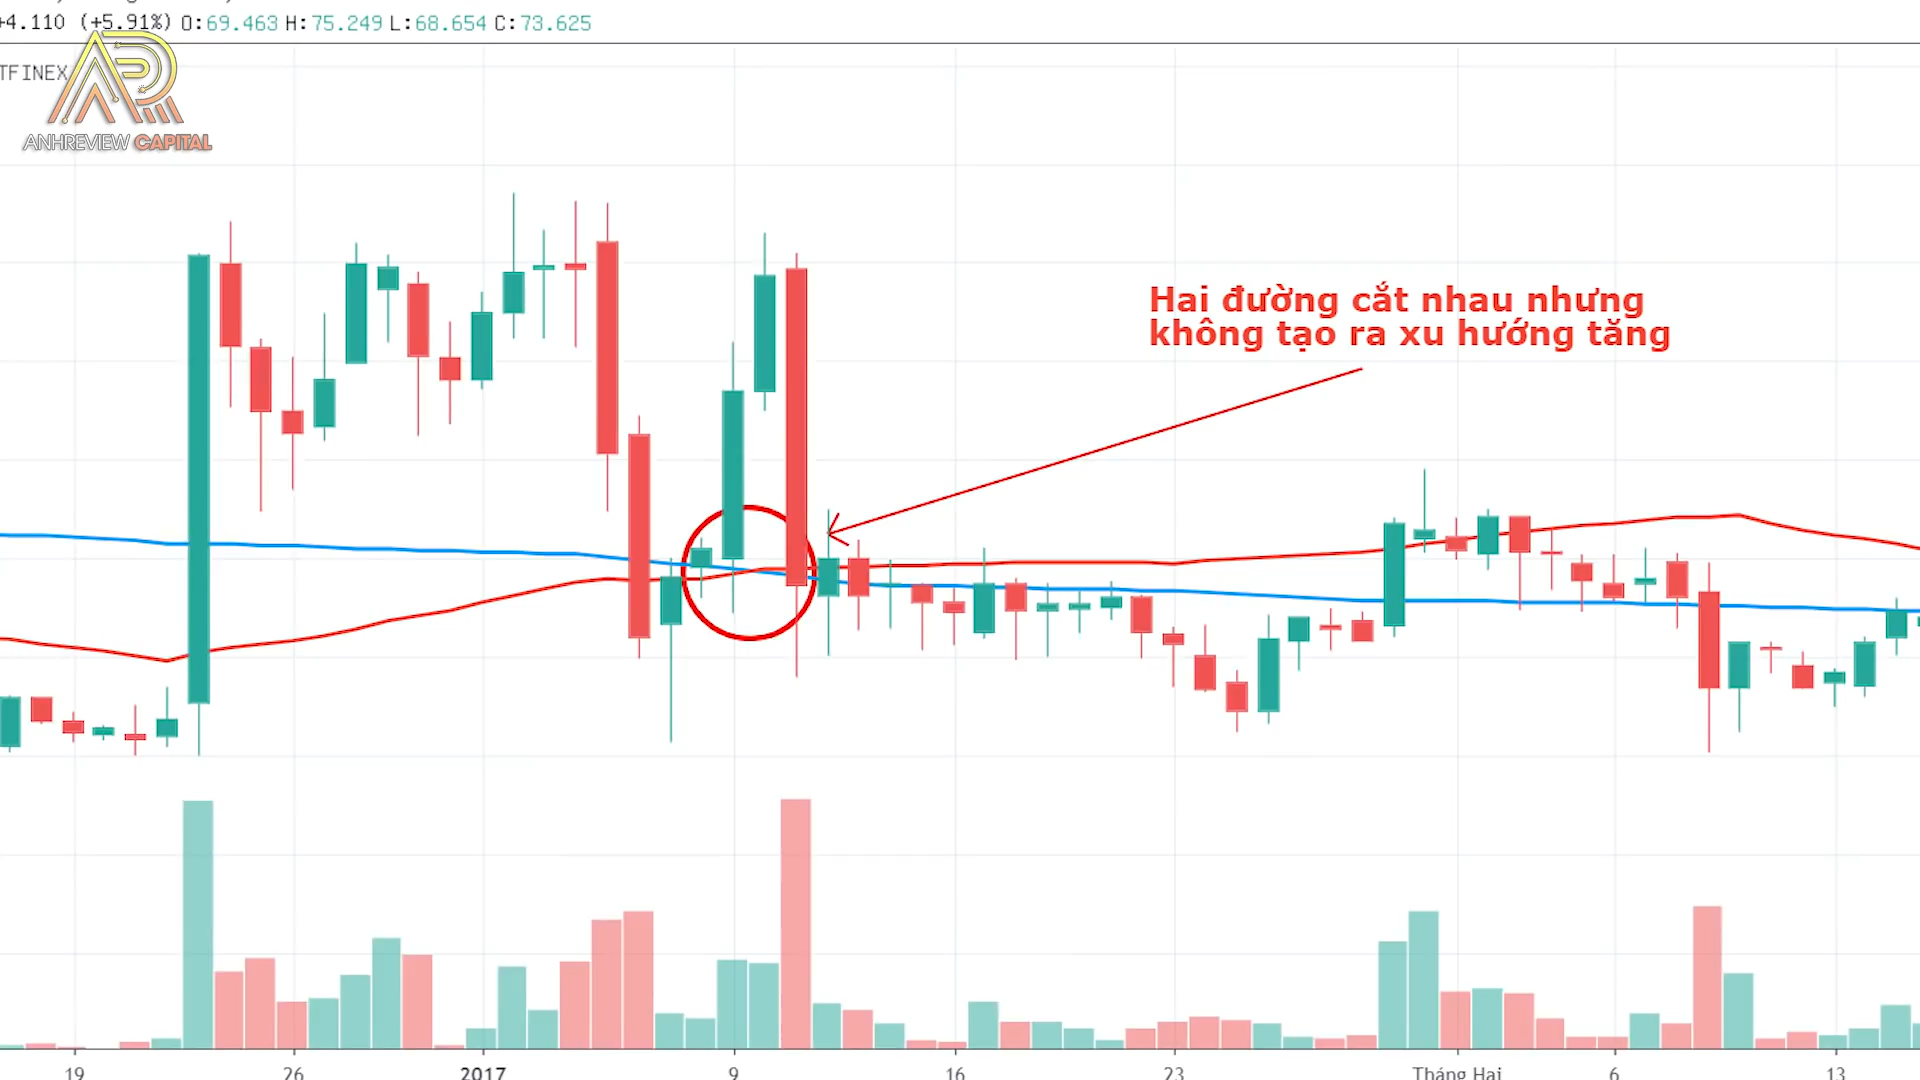 +4.110 (+5.91%) O:69.463 H:75.249 L:68.654 C:73.625
TFINEX
ANHREVIEW CAPITAL
Hai đường cắt nhau nhưng
không tạo ra xu hướng tăng
19 26 2017 9 16 23 Tháng Hai 6 13